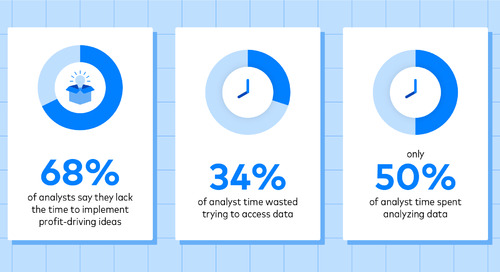 68%
of analysts say they lack
the time to implement
profit-driving ideas
34%
of analyst time wasted
trying to access data
only
50%
of analyst time spent
analyzing data